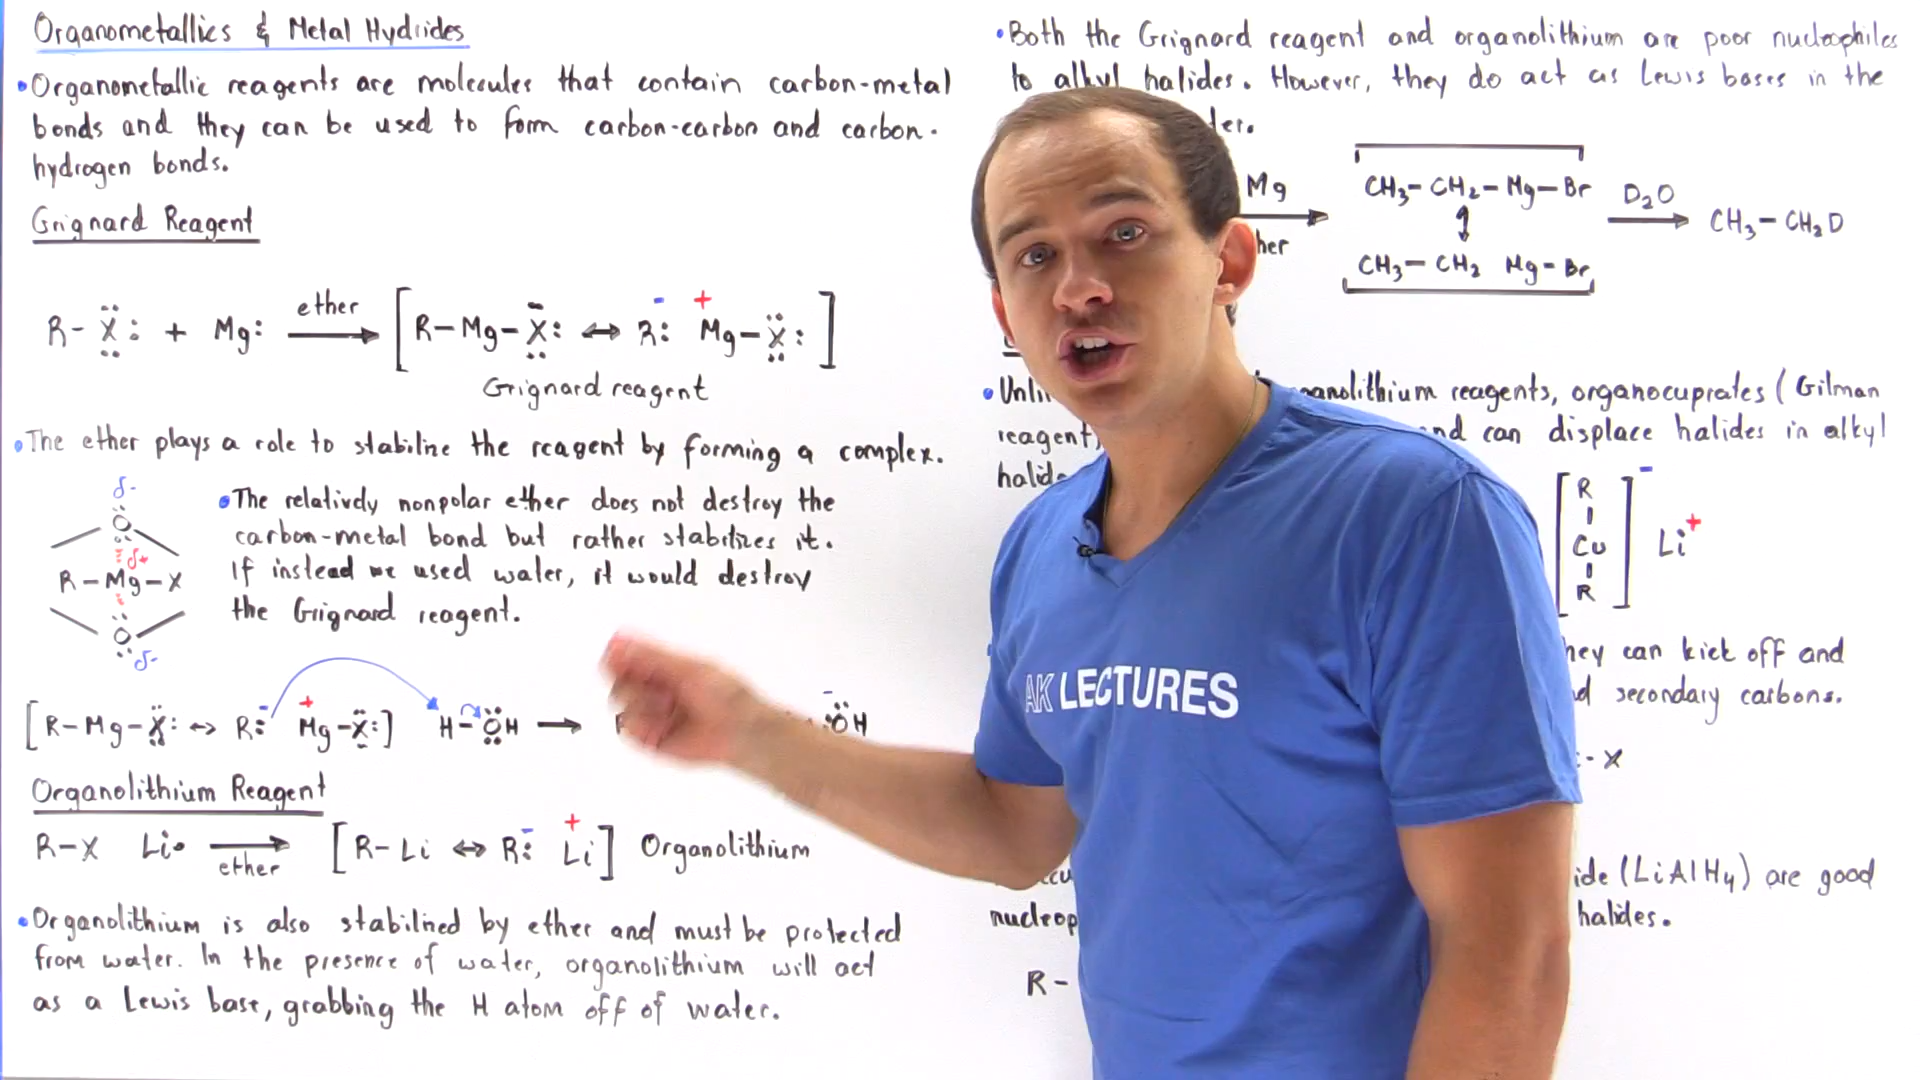 Organometallics & Metal Hydrides
•Organometallic reagents are molecules that contain carbon-metal
bonds and they can be used to form carbon-carbon and carbon-
hydrogen bonds.
Grignard Reagent
R-X: + Mg: ether [R-Mg-X: ↔ R:- +Mg-X:]
Grignard reagent
•The ether plays a role to stabilize the reagent by forming a complex.
δ-
O
δ+
R-Mg-X
O
δ-
•The relatively nonpolar ether does not destroy the
carbon-metal bond but rather stabilizes it.
If instead we used water, it would destroy
the Grignard reagent.
[R-Mg-X: ↔ R:- +Mg-X:] H-OH → -:OH
Organolithium Reagent
R-X Li• ether [R-Li ↔ R:- Li+] Organolithium
•Organolithium is also stabilized by ether and must be protected
from water. In the presence of water, organolithium will act
as a Lewis base, grabbing the H atom off of water.
•Both the Grignard reagent and organolithium are poor nucleophiles
to alkyl halides. However, they do act as Lewis bases in the
Mg
CH3-CH2-Mg-Br
↕
CH3-CH2 Mg-Br
D2O
CH3-CH2D
reagents, organocuprates (Gilman
reagent) and can displace halides in alkyl
[R-Cu-R]- Li+
they can kick off and
secondary carbons.
-X
(LiAlH4) are good
halides.
R-
AK LECTURES